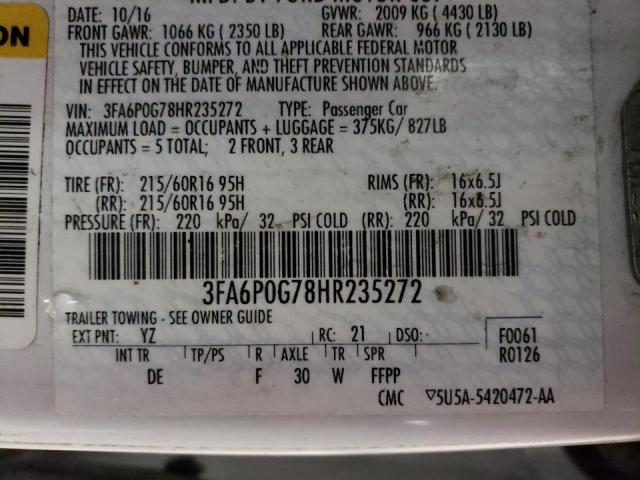 MFD. BY FORD MOTOR CO.
DATE: 10/16 GVWR: 2009 KG ( 4430 LB)
FRONT GAWR: 1066 KG ( 2350 LB) REAR GAWR: 966 KG ( 2130 LB)
THIS VEHICLE CONFORMS TO ALL APPLICABLE FEDERAL MOTOR
VEHICLE SAFETY, BUMPER, AND THEFT PREVENTION STANDARDS
IN EFFECT ON THE DATE OF MANUFACTURE SHOWN ABOVE.
VIN: 3FA6P0G78HR235272 TYPE: Passenger Car
MAXIMUM LOAD = OCCUPANTS + LUGGAGE = 375KG/ 827LB
OCCUPANTS = 5 TOTAL; 2 FRONT, 3 REAR
TIRE (FR): 215/60R16 95H RIMS (FR): 16x6.5J
(RR): 215/60R16 95H (RR): 16x6.5J
PRESSURE (FR): 220 kPa/ 32 PSI COLD (RR): 220 kPa/ 32 PSI COLD
3FA6P0G78HR235272
TRAILER TOWING - SEE OWNER GUIDE
EXT PNT: YZ RC: 21 DSO: F0061
R0126
INT TR TP/PS R AXLE TR SPR
DE F 30 W FFPP
CMC ▽5U5A-5420472-AA